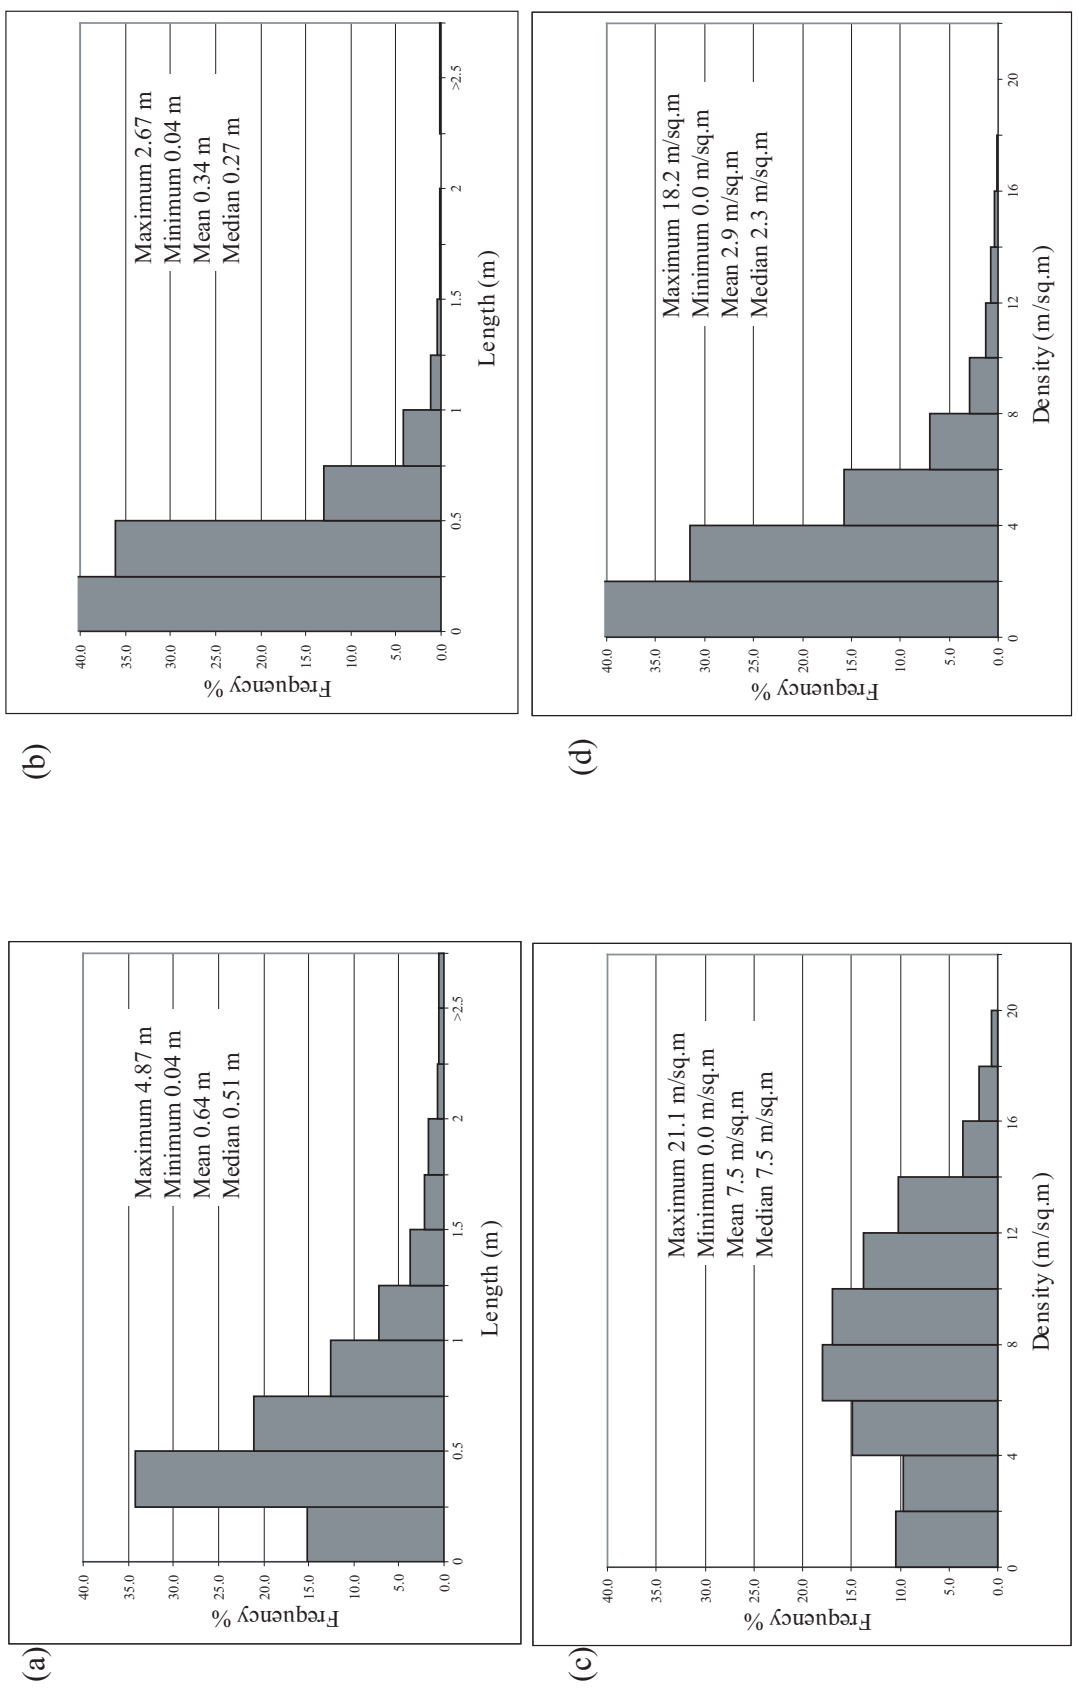 (a)
Frequency %
40.0
35.0
30.0
25.0
20.0
15.0
10.0
5.0
0.0
0
0.5
1
1.5
2
>2.5
Length (m)
Maximum 4.87 m
Minimum 0.04 m
Mean 0.64 m
Median 0.51 m
(b)
Frequency %
40.0
35.0
30.0
25.0
20.0
15.0
10.0
5.0
0.0
0
0.5
1
1.5
2
>2.5
Length (m)
Maximum 2.67 m
Minimum 0.04 m
Mean 0.34 m
Median 0.27 m
(c)
Frequency %
40.0
35.0
30.0
25.0
20.0
15.0
10.0
5.0
0.0
0
4
8
12
16
20
Density (m/sq.m)
Maximum 21.1 m/sq.m
Minimum 0.0 m/sq.m
Mean 7.5 m/sq.m
Median 7.5 m/sq.m
(d)
Frequency %
40.0
35.0
30.0
25.0
20.0
15.0
10.0
5.0
0.0
0
4
8
12
16
20
Density (m/sq.m)
Maximum 18.2 m/sq.m
Minimum 0.0 m/sq.m
Mean 2.9 m/sq.m
Median 2.3 m/sq.m